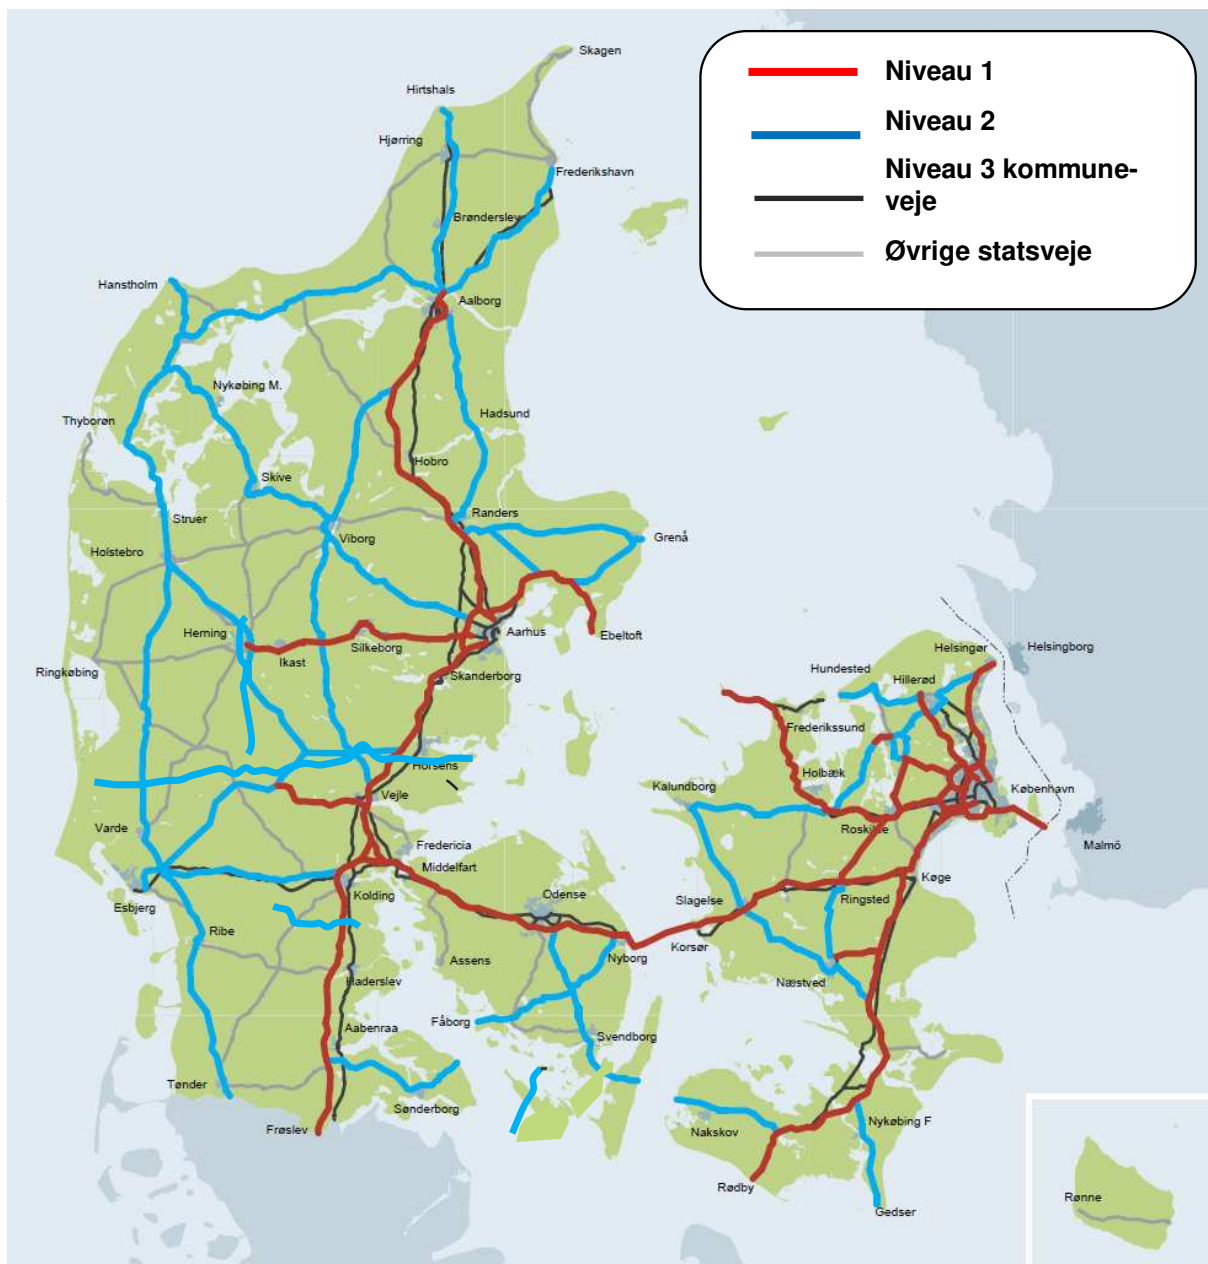 Niveau 1
Niveau 2
Niveau 3 kommune-
veje
Øvrige statsveje
Skagen
Hirtshals
Hjørring
Frederikshavn
Brønderslev
Hanstholm
Aalborg
Nykøbing M.
Thyborøn
Hadsund
Hobro
Skive
Struer
Randers
Viborg
Grenå
Holstebro
Herning
Aarhus
Ebeltoft
Silkeborg
Ikast
Ringkøbing
Skanderborg
Helsingør
Helsingborg
Hundested
Hillerød
Frederikssund
Horsens
Holbæk
Kalundborg
København
Vejle
Varde
Roskilde
Malmö
Fredericia
Middelfart
Køge
Kolding
Odense
Slagelse
Ringsted
Esbjerg
Ribe
Korsør
Nyborg
Assens
Næstved
Haderslev
Fåborg
Aabenraa
Svendborg
Tønder
Sønderborg
Frøslev
Nakskov
Nykøbing F
Rødby
Gedser
Rønne